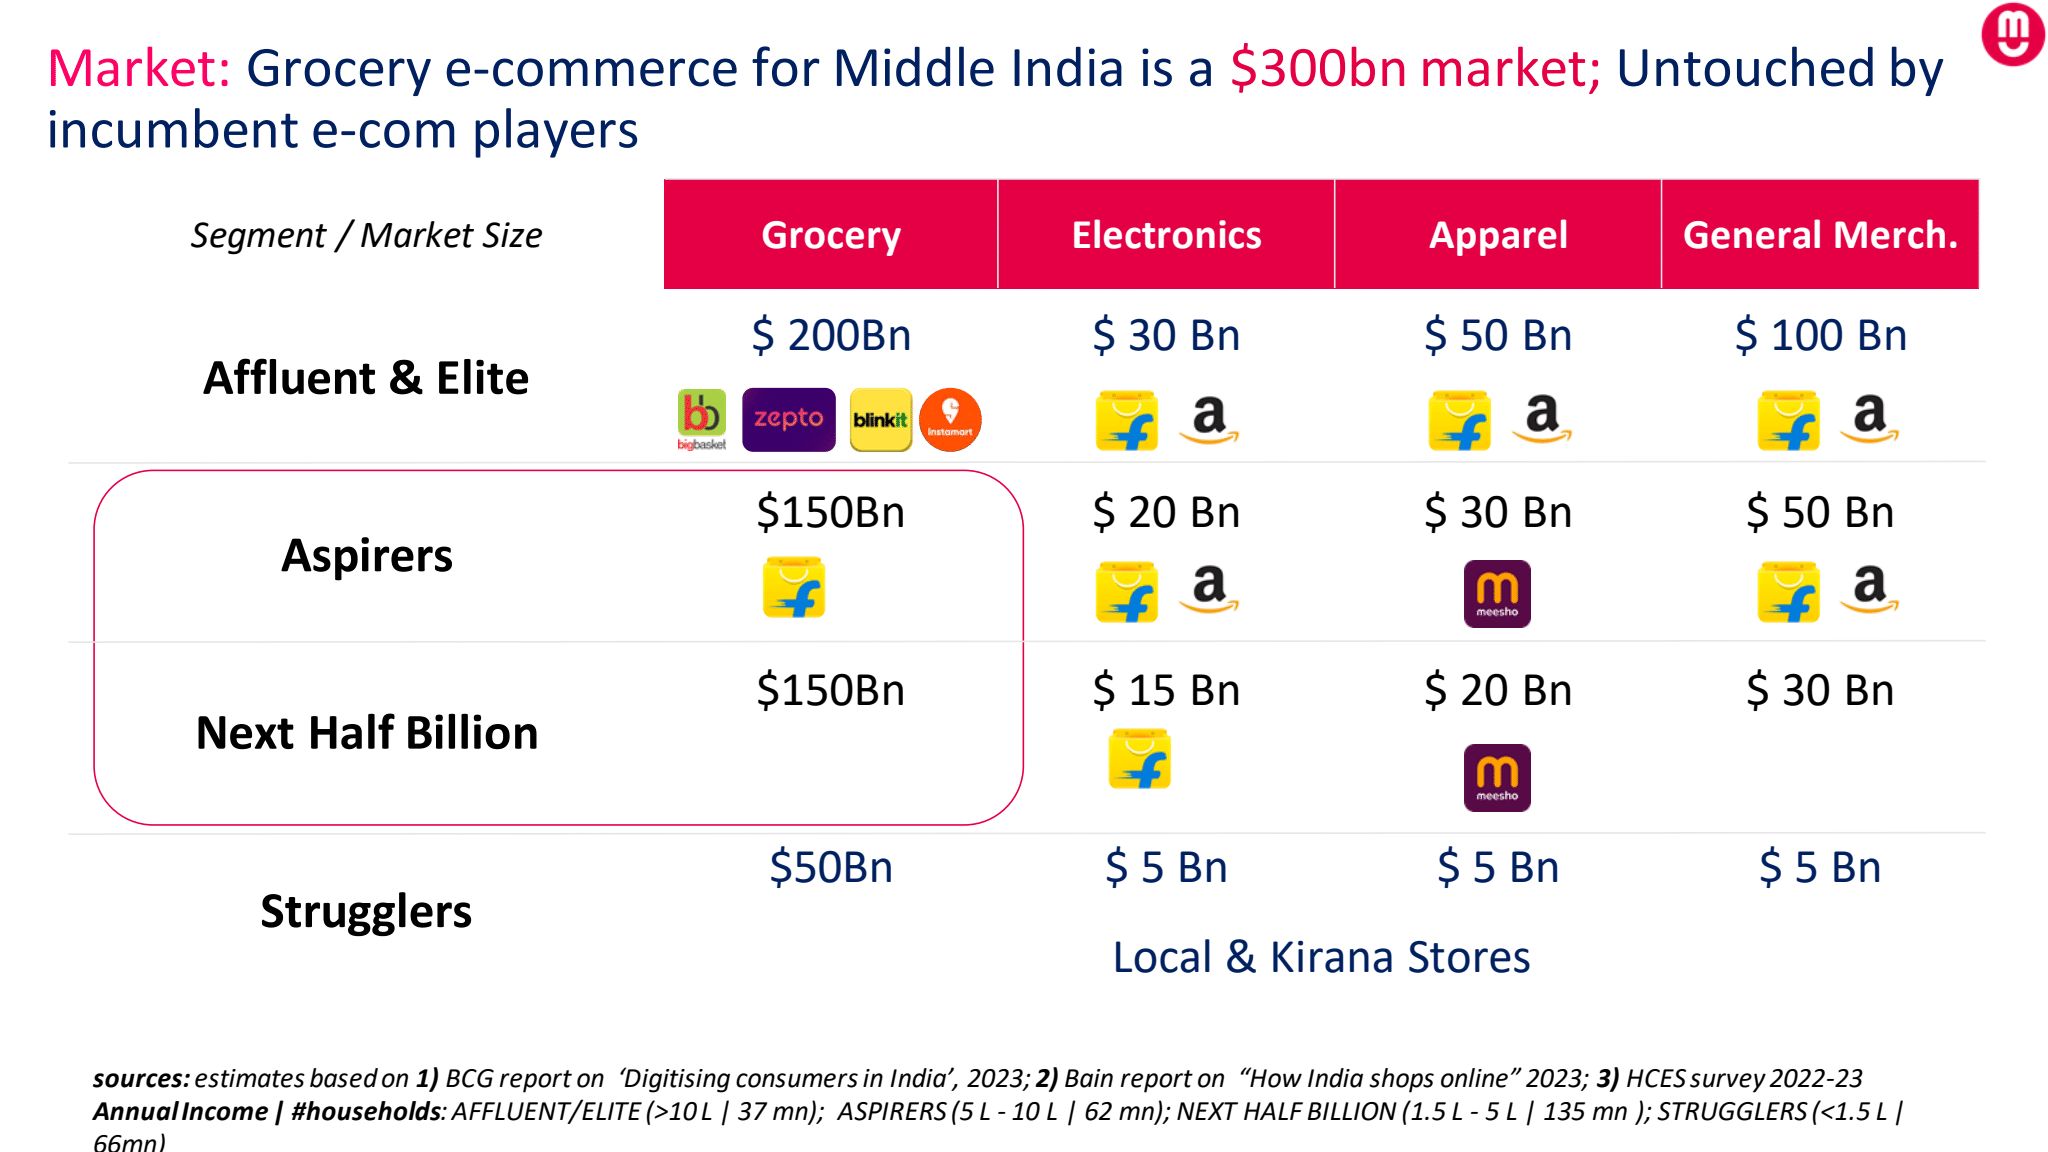 Market: Grocery e-commerce for Middle India is a $300bn market; Untouched by
incumbent e-com players
Segment / Market Size
Grocery
Electronics
Apparel
General Merch.
Affluent & Elite
$ 200Bn
$ 30 Bn
$ 50 Bn
$ 100 Bn
bb
bigbasket
zepto
blinkit
instamart
a
a
a
Aspirers
$150Bn
$ 20 Bn
$ 30 Bn
$ 50 Bn
a
m
meesho
a
Next Half Billion
$150Bn
$ 15 Bn
$ 20 Bn
$ 30 Bn
m
meesho
Strugglers
$50Bn
$ 5 Bn
$ 5 Bn
$ 5 Bn
Local & Kirana Stores
sources: estimates based on 1) BCG report on ‘Digitising consumers in India’, 2023; 2) Bain report on “How India shops online” 2023; 3) HCES survey 2022-23
Annual Income | #households: AFFLUENT/ELITE (>10 L | 37 mn); ASPIRERS (5 L - 10 L | 62 mn); NEXT HALF BILLION (1.5 L - 5 L | 135 mn ); STRUGGLERS (<1.5 L |
66mn)